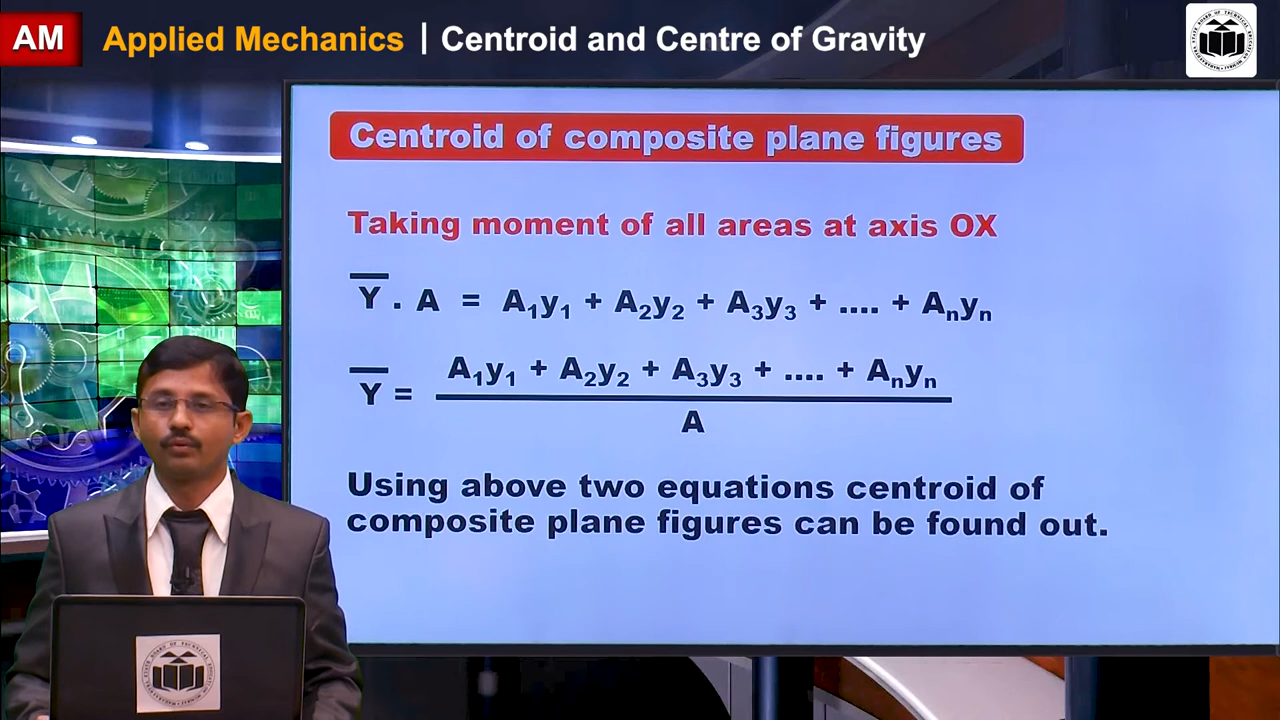 AM Applied Mechanics | Centroid and Centre of Gravity
Centroid of composite plane figures
Taking moment of all areas at axis OX
Y̅ . A = A₁y₁ + A₂y₂ + A₃y₃ + .... + Aₙyₙ
Y̅ = A₁y₁ + A₂y₂ + A₃y₃ + .... + Aₙyₙ
A
Using above two equations centroid of
composite plane figures can be found out.